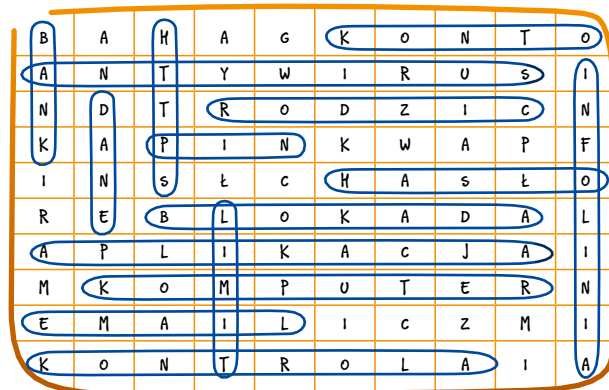 B A H A G K O N T O
A N T Y W I R U S I
N D T R O D Z I C N
K A P I N K W A P F
I N S Ł C H A S Ł O
R E B L O K A D A L
A P L I K A C J A I
M K O M P U T E R N
E M A I L I C Z M I
K O N T R O L A I A